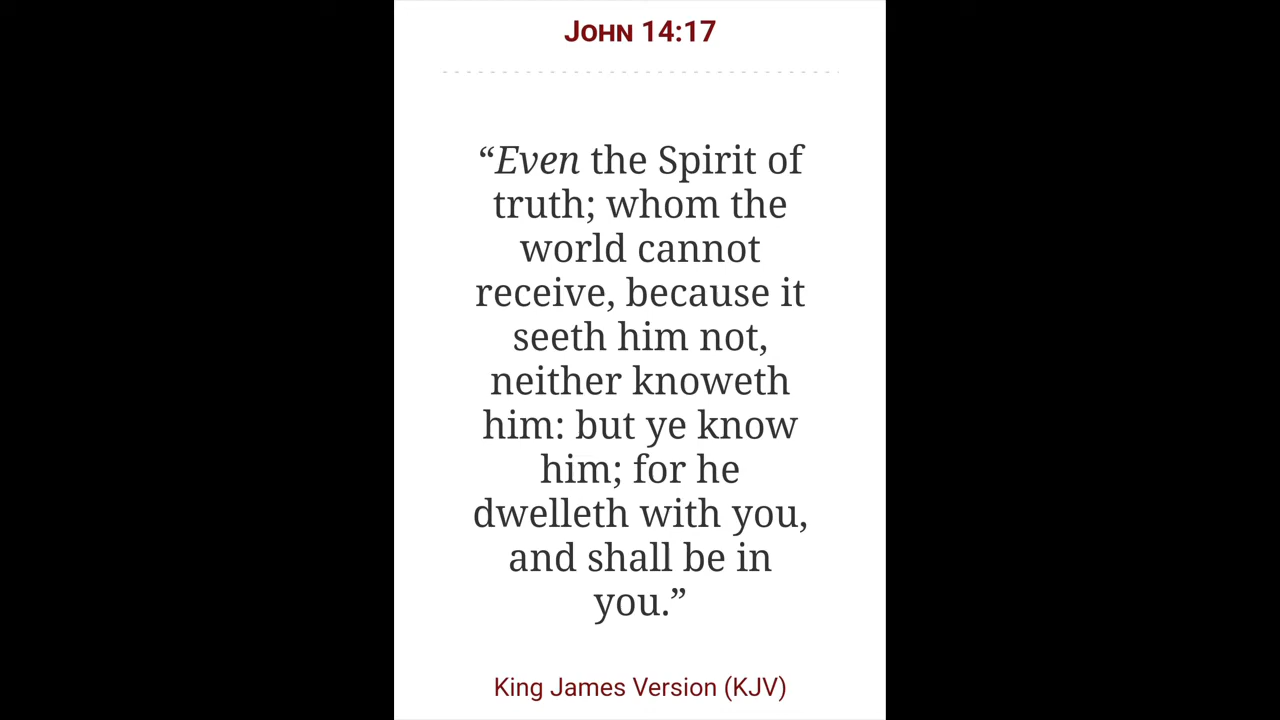 John 14:17
“Even the Spirit of
truth; whom the
world cannot
receive, because it
seeth him not,
neither knoweth
him: but ye know
him; for he
dwelleth with you,
and shall be in
you.”
King James Version (KJV)